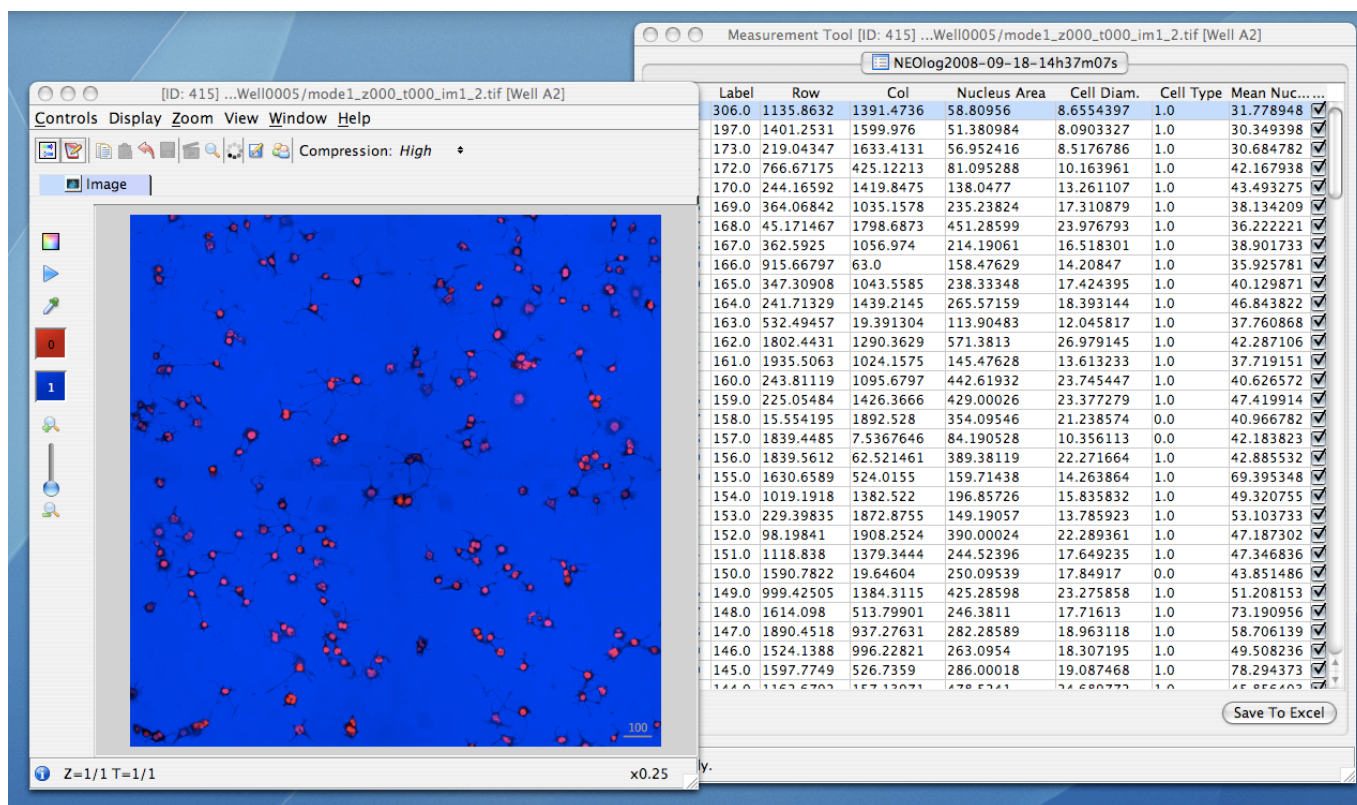 Measurement Tool [ID: 415] ...Well0005/mode1_z000_t000_im1_2.tif [Well A2]
NEOlog2008-09-18-14h37m07s
Label Row Col Nucleus Area Cell Diam. Cell Type Mean Nuc... ...
306.0 1135.8632 1391.4736 58.80956 8.6554397 1.0 31.778948
197.0 1401.2531 1599.976 51.380984 8.0903327 1.0 30.349398
173.0 219.04347 1633.4131 56.952416 8.5176786 1.0 30.684782
172.0 766.67175 425.12213 81.095288 10.163961 1.0 42.167938
170.0 244.16592 1419.8475 138.0477 13.261107 1.0 43.493275
169.0 364.06842 1035.1578 235.23824 17.310879 1.0 38.134209
168.0 45.171467 1798.6873 451.28599 23.976793 1.0 36.222221
167.0 362.5925 1056.974 214.19061 16.518301 1.0 38.901733
166.0 915.66797 63.0 158.47629 14.20847 1.0 35.925781
165.0 347.30908 1043.5585 238.33348 17.424395 1.0 40.129871
164.0 241.71329 1439.2145 265.57159 18.393144 1.0 46.843822
163.0 532.49457 19.391304 113.90483 12.045817 1.0 37.760868
162.0 1802.4431 1290.3629 571.3813 26.979145 1.0 42.287106
161.0 1935.5063 1024.1575 145.47628 13.613233 1.0 37.719151
160.0 243.81119 1095.6797 442.61932 23.745447 1.0 40.626572
159.0 225.05484 1426.3666 429.00026 23.377279 1.0 47.419914
158.0 15.554195 1892.528 354.09546 21.238574 0.0 40.966782
157.0 1839.4485 7.5367646 84.190528 10.356113 0.0 42.183823
156.0 1839.5612 62.521461 389.38119 22.271664 1.0 42.885532
155.0 1630.6589 524.0155 159.71438 14.263864 1.0 69.395348
154.0 1019.1918 1382.522 196.85726 15.835832 1.0 49.320755
153.0 229.39835 1872.8755 149.19057 13.785923 1.0 53.103733
152.0 98.19841 1908.2524 390.00024 22.289361 1.0 47.187302
151.0 1118.838 1379.3444 244.52396 17.649235 1.0 47.346836
150.0 1590.7822 19.64604 250.09539 17.84917 0.0 43.851486
149.0 999.42505 1384.3115 425.28598 23.275858 1.0 51.208153
148.0 1614.098 513.79901 246.3811 17.71613 1.0 73.190956
147.0 1890.4518 937.27631 282.28589 18.963118 1.0 58.706139
146.0 1524.1388 996.22821 263.0954 18.307195 1.0 49.508236
145.0 1597.7749 526.7359 286.00018 19.087468 1.0 78.294373
Save To Excel
[ID: 415] ...Well0005/mode1_z000_t000_im1_2.tif [Well A2]
Controls Display Zoom View Window Help
Compression: High
Image
0
1
100
Z=1/1 T=1/1 x0.25